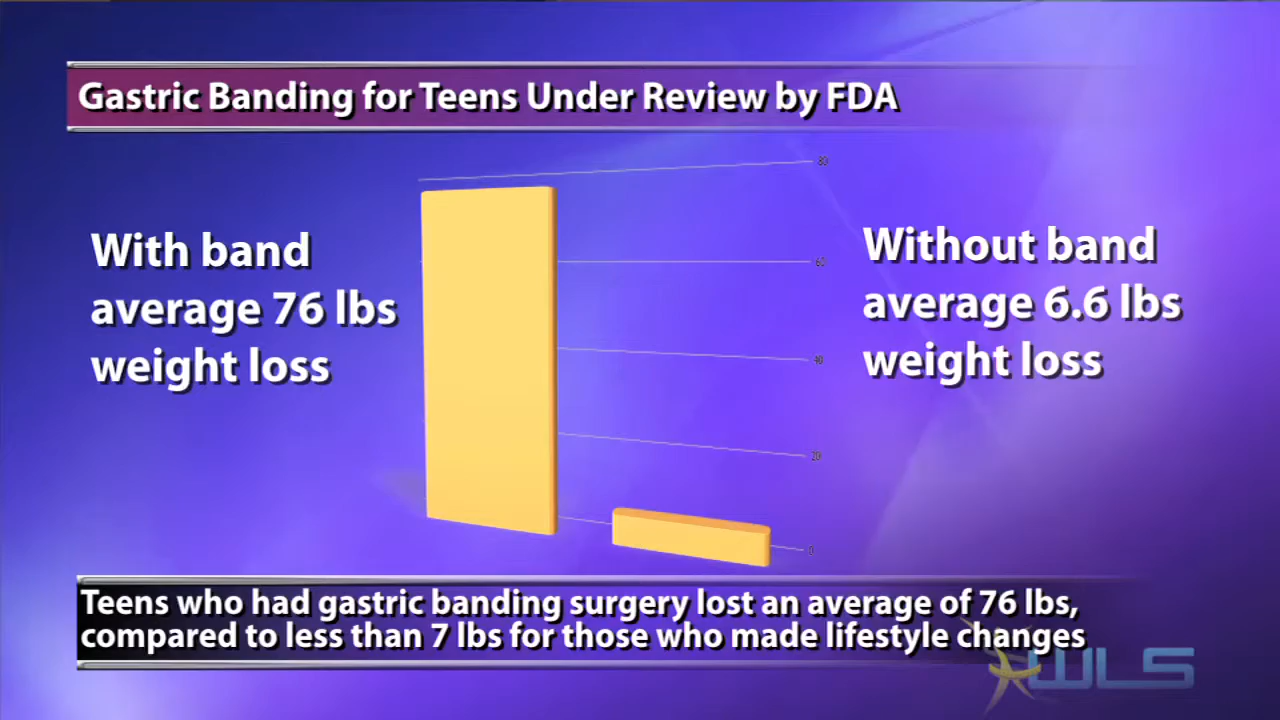 Gastric Banding for Teens Under Review by FDA
80
With band
average 76 lbs
weight loss
Without band
average 6.6 lbs
weight loss
60
40
20
0
Teens who had gastric banding surgery lost an average of 76 lbs,
compared to less than 7 lbs for those who made lifestyle changes
WLS